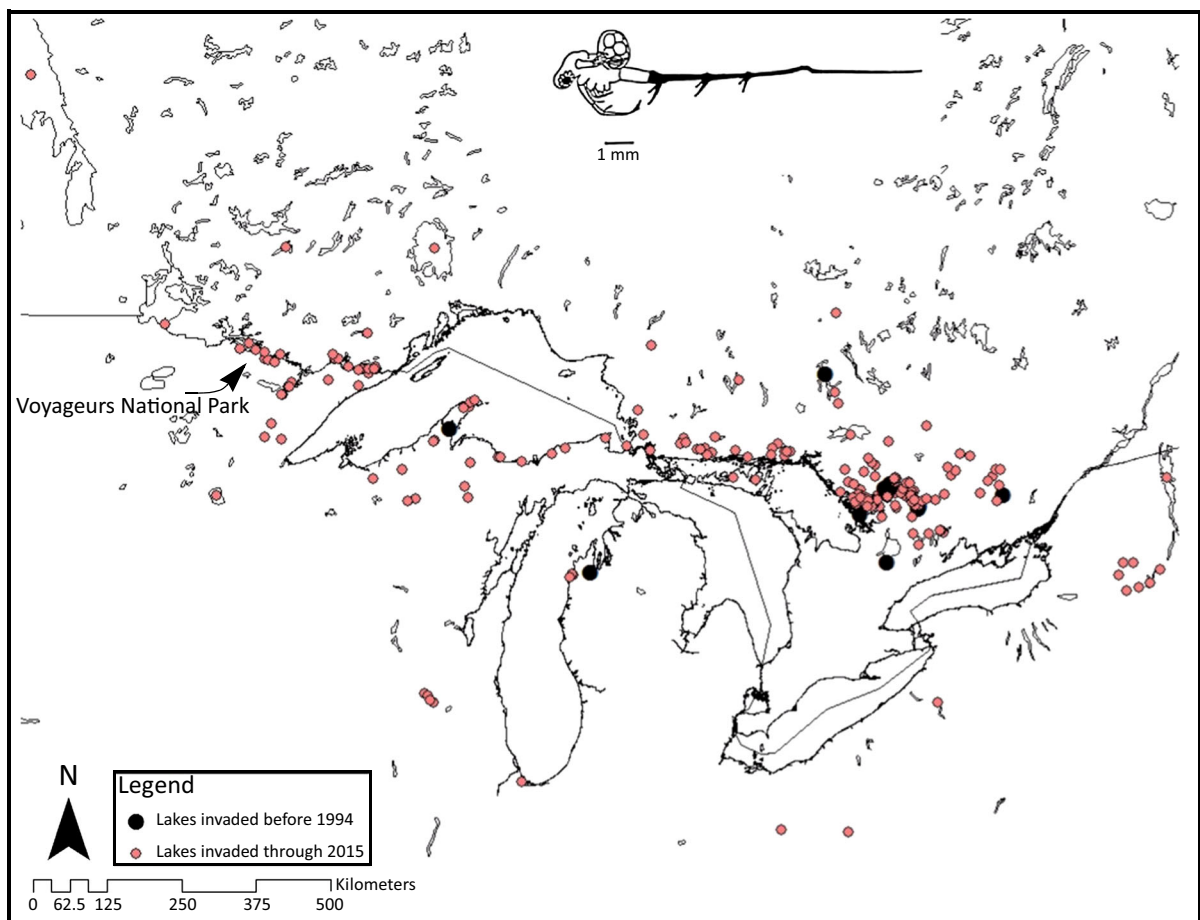 1 mm
Voyageurs National Park
N
Legend
Lakes invaded before 1994
Lakes invaded through 2015
Kilometers
0 62.5 125 250 375 500